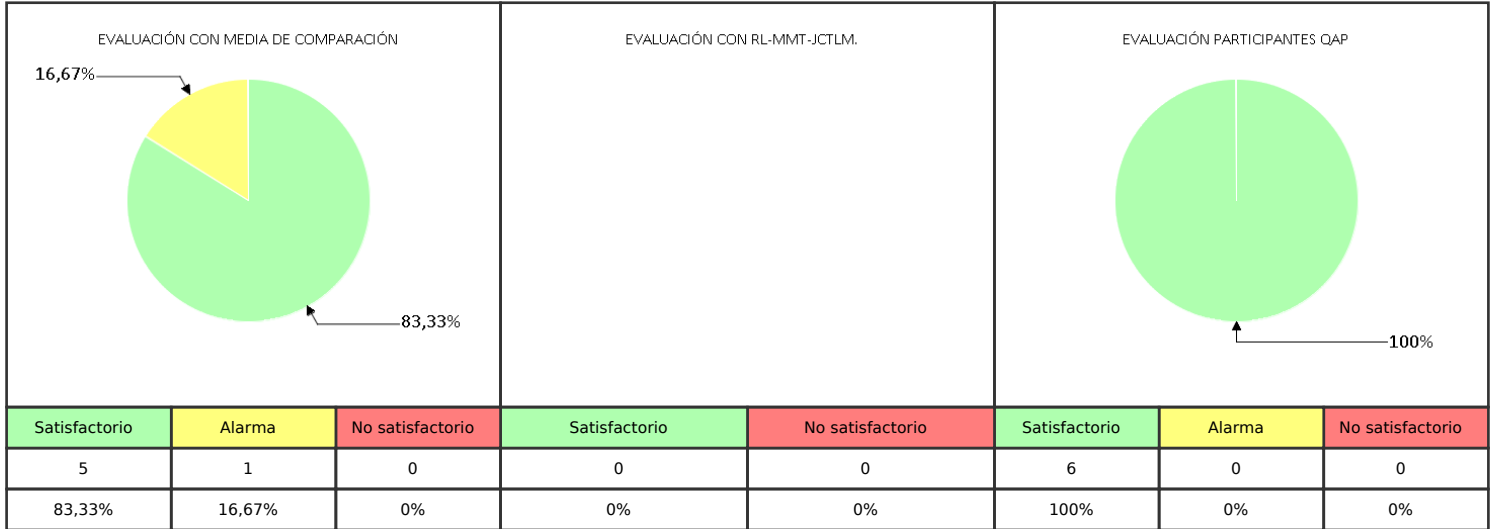 EVALUACIÓN CON MEDIA DE COMPARACIÓN
16,67%
83,33%
EVALUACIÓN CON RL-MMT-JCTLM.
EVALUACIÓN PARTICIPANTES QAP
100%
Satisfactorio Alarma No satisfactorio Satisfactorio No satisfactorio Satisfactorio Alarma No satisfactorio
5 1 0 0 0 6 0 0
83,33% 16,67% 0% 0% 0% 100% 0% 0%